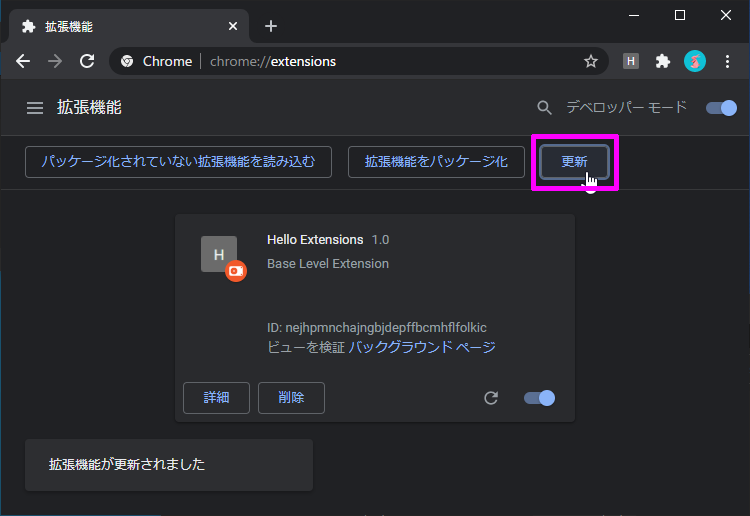 拡張機能
Chrome chrome://extensions
H
拡張機能
デベロッパー モード
パッケージ化されていない拡張機能を読み込む
拡張機能をパッケージ化
更新
H
Hello Extensions 1.0
Base Level Extension
ID: nejhpmnchajngbjdepffbcmhflfolkic
ビューを検証 バックグラウンド ページ
詳細
削除
拡張機能が更新されました